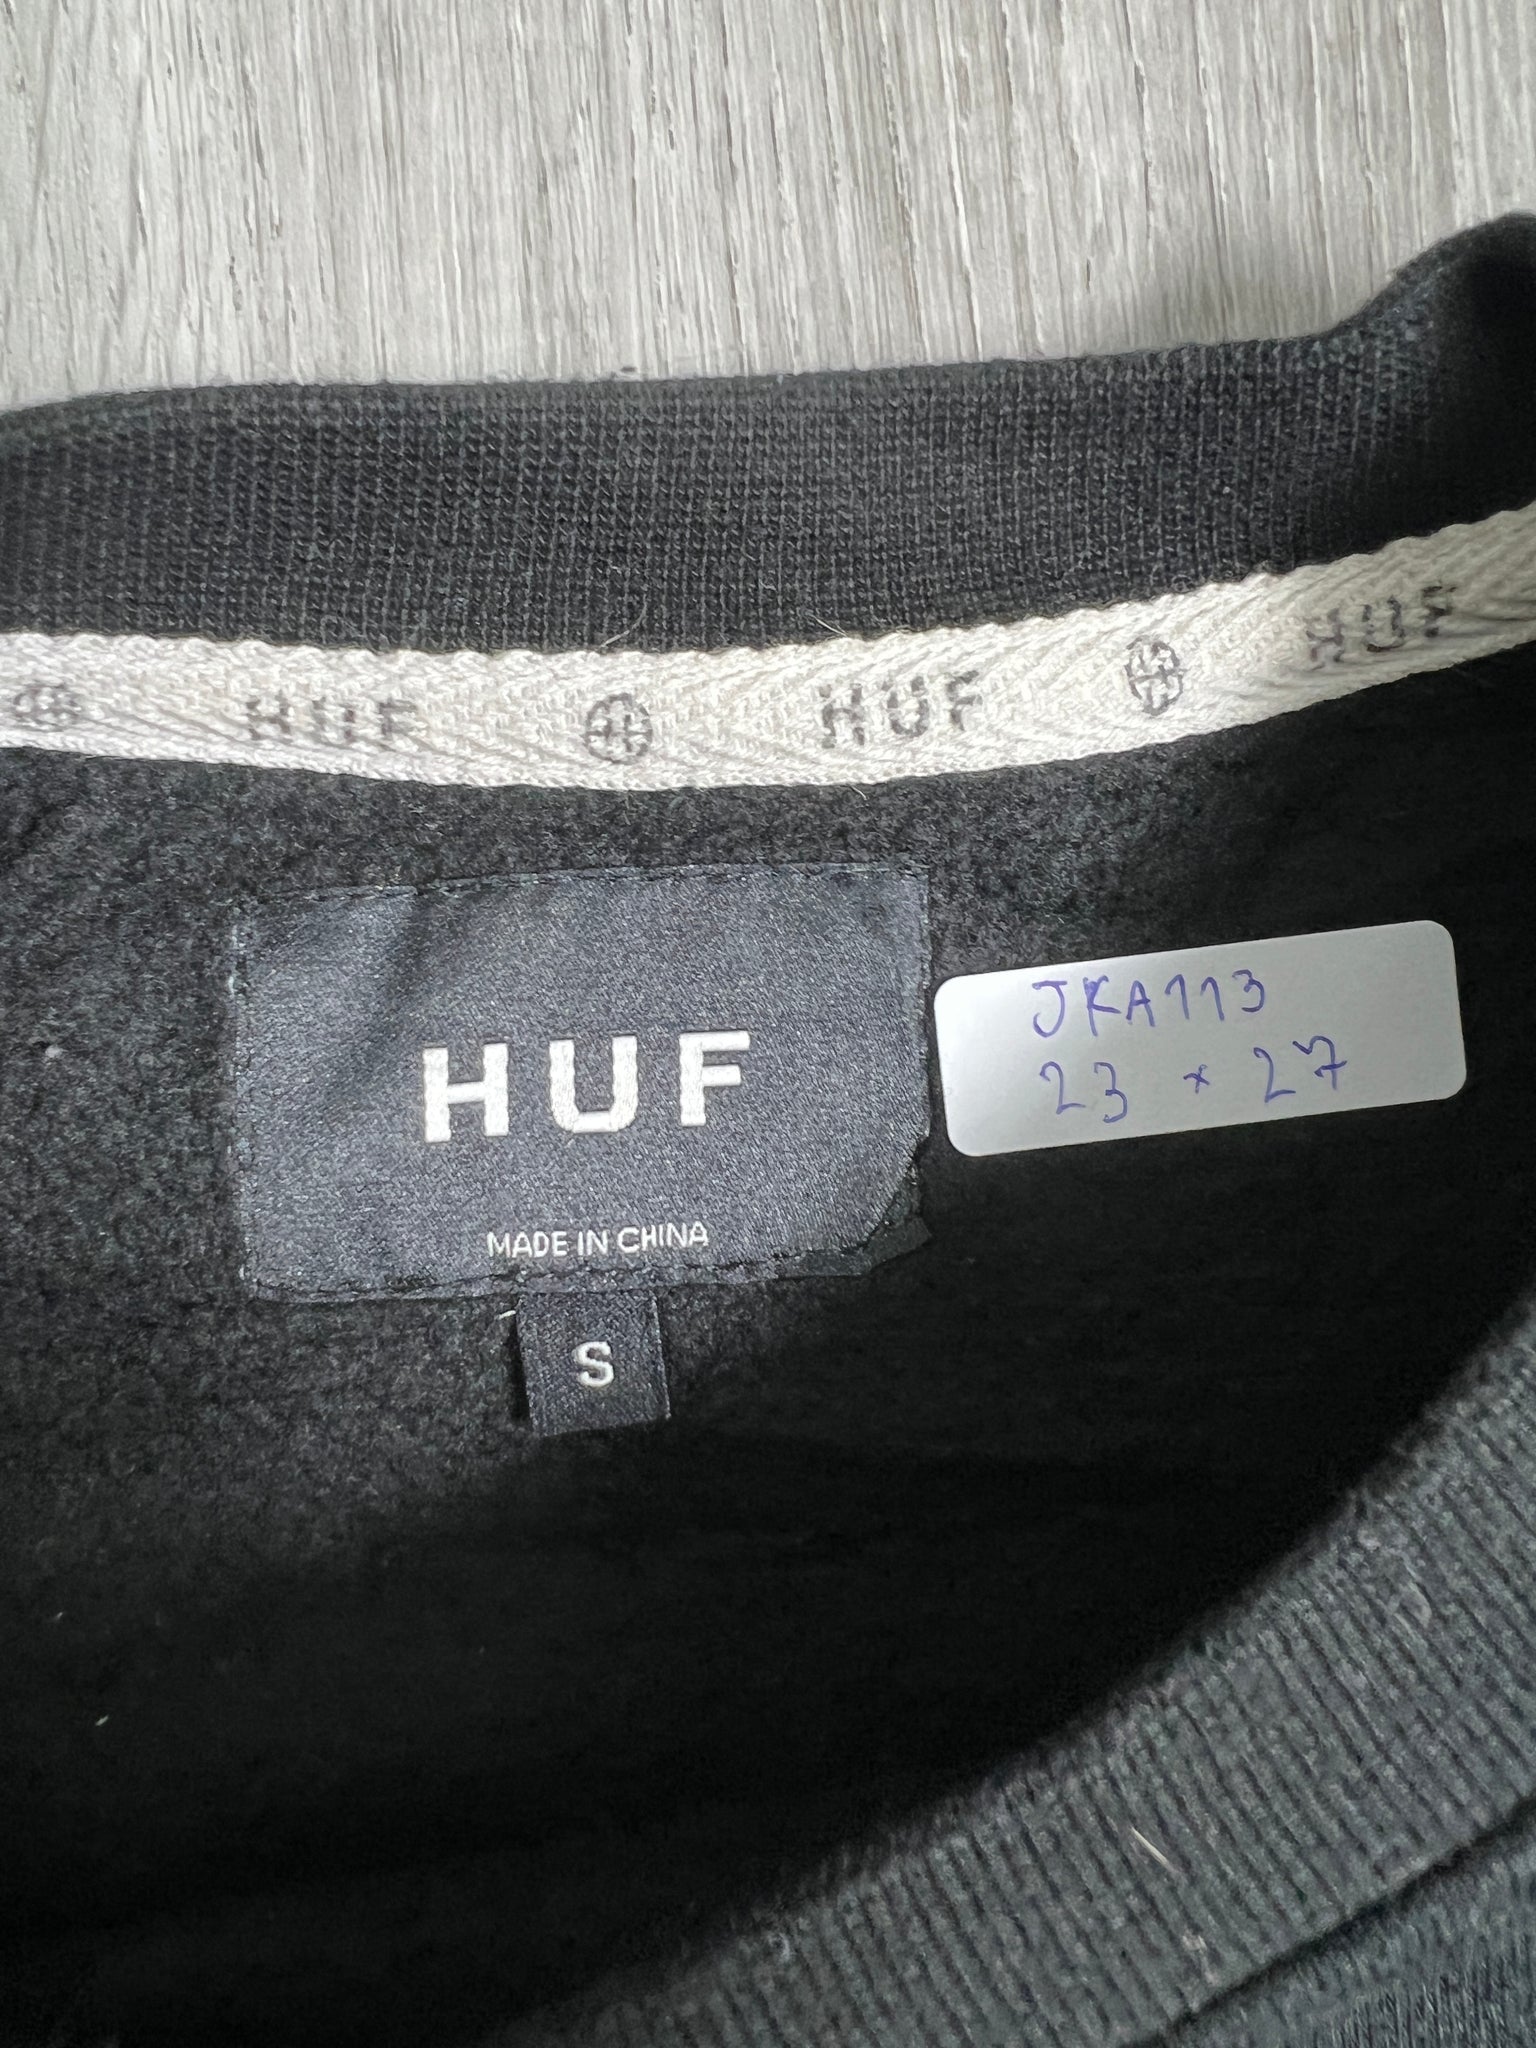 HUF HUF HUF
HUF
MADE IN CHINA
S
JKA113
23 x 27